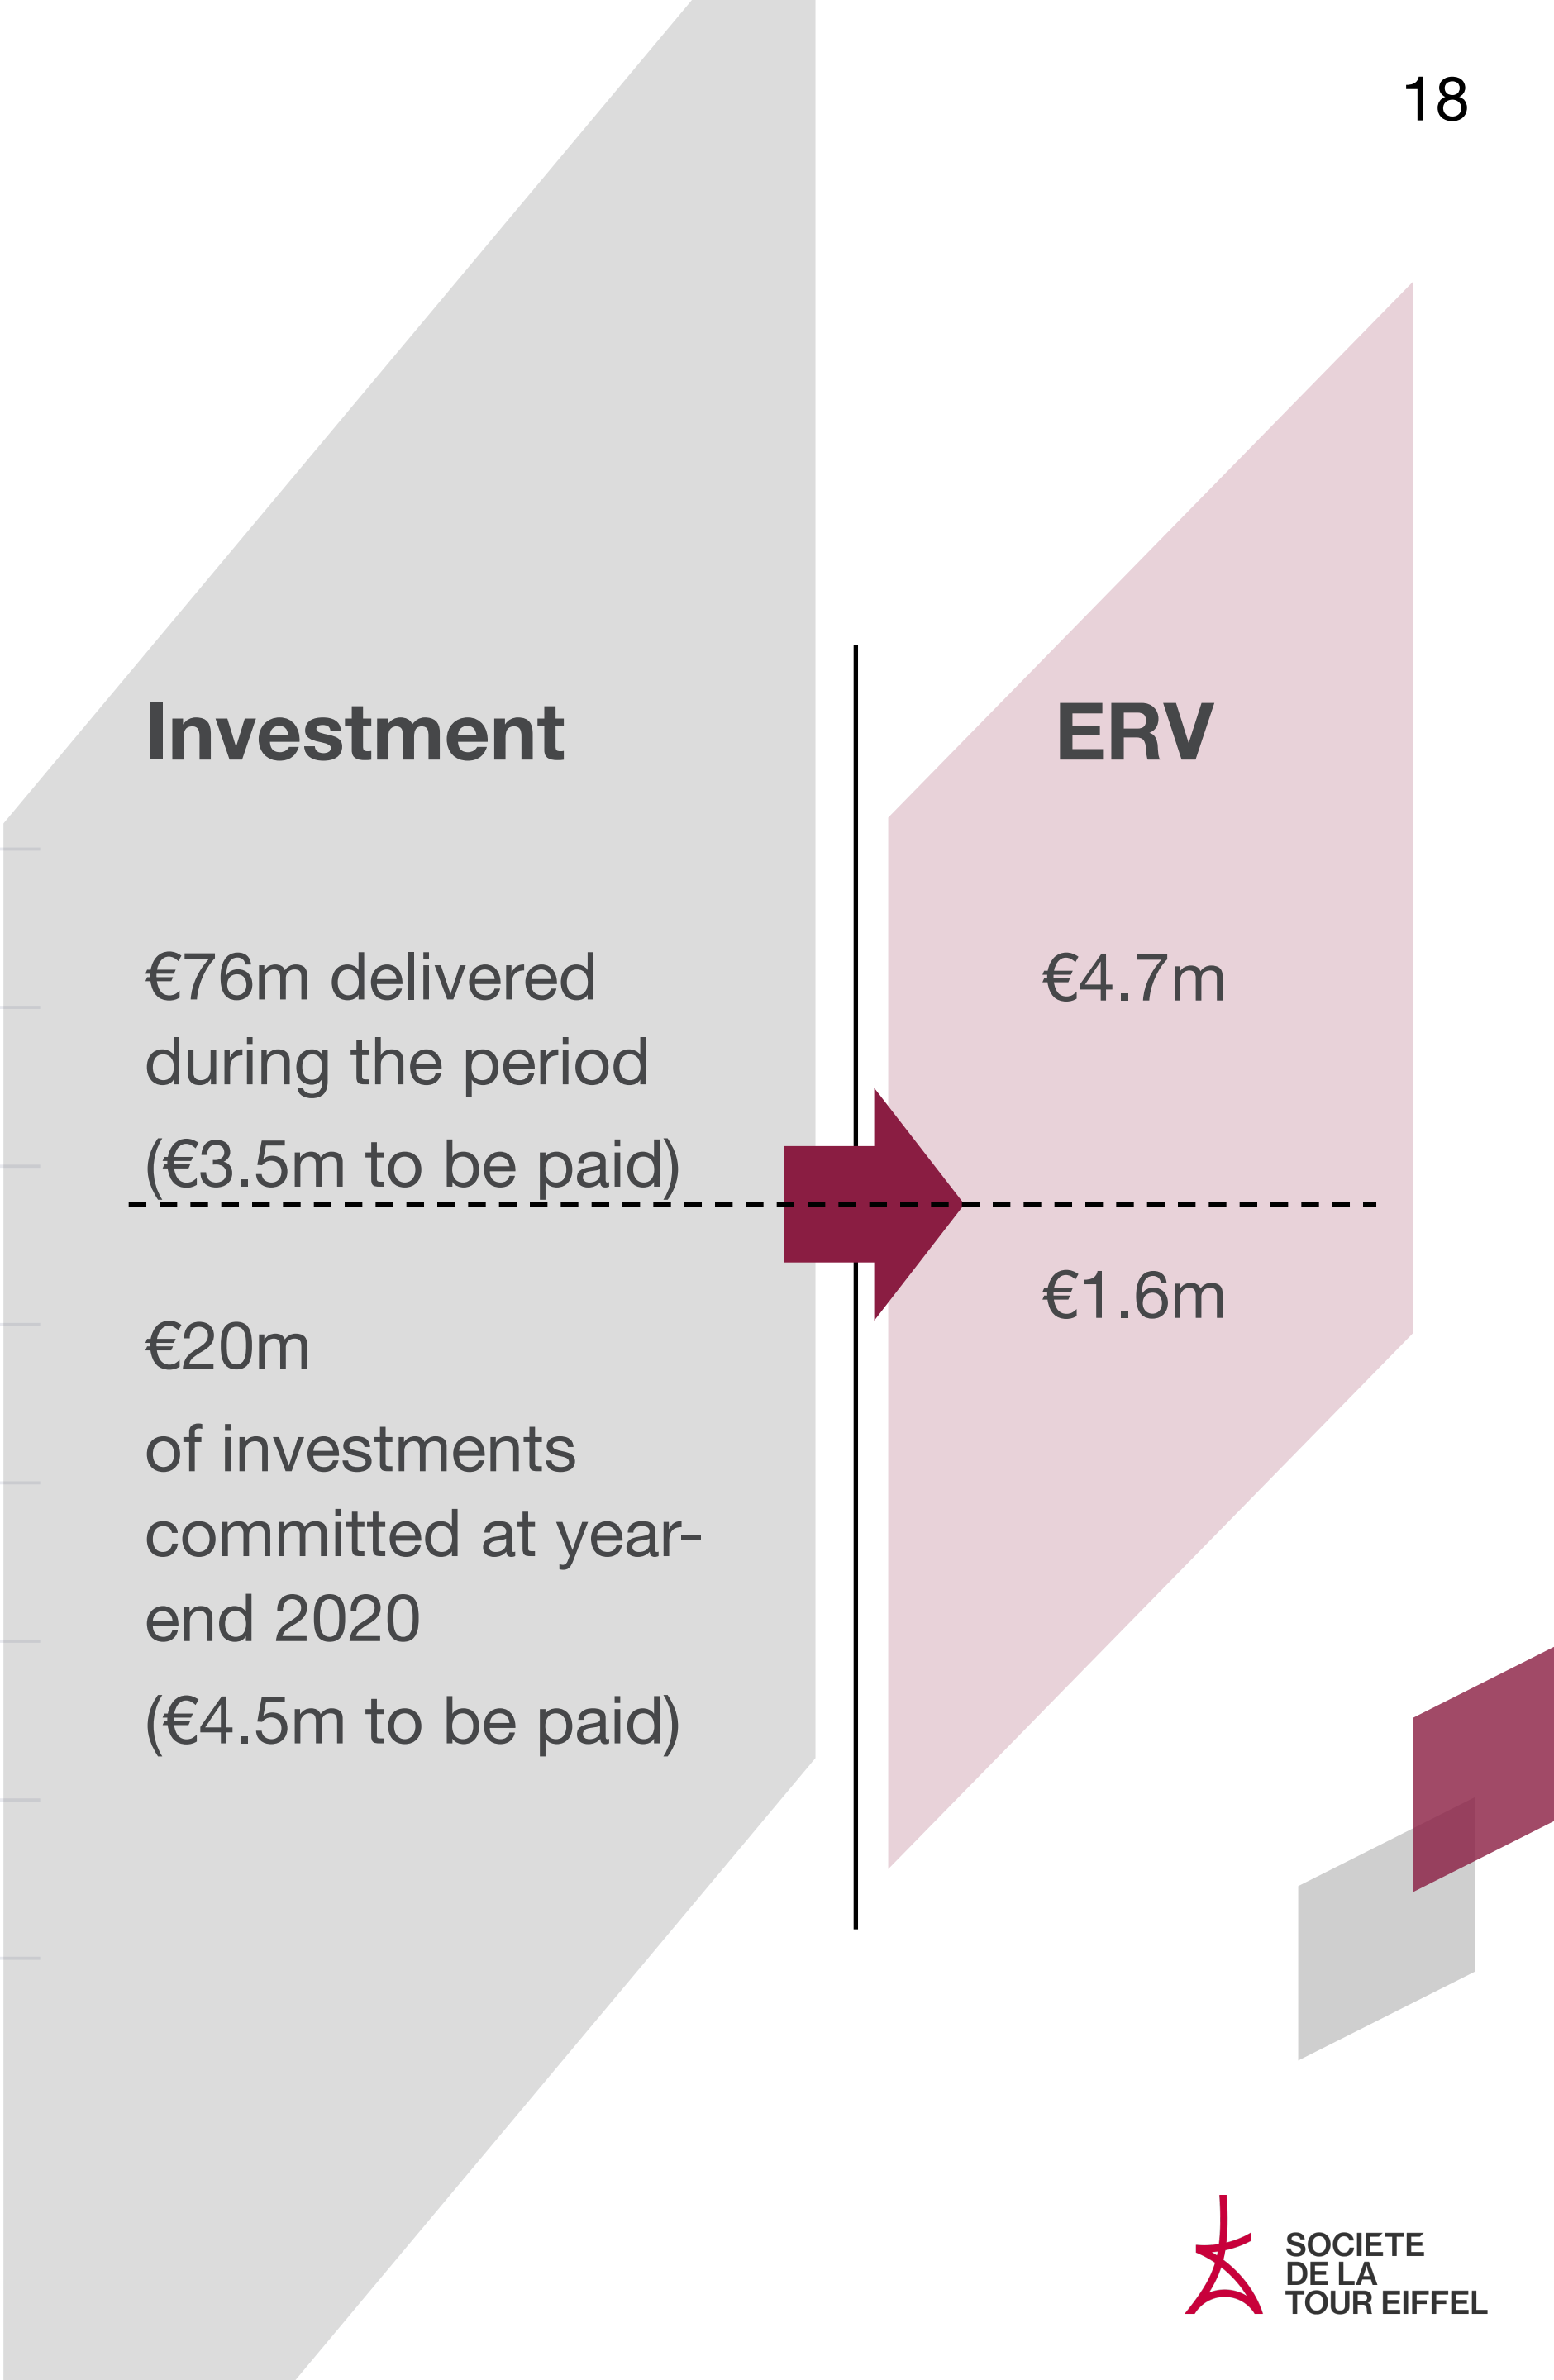 18
Investment
ERV
€76m delivered
during the period
(€3.5m to be paid)
€4.7m
€20m
of investments
committed at year-
end 2020
(€4.5m to be paid)
€1.6m
SOCIETE
DE LA
TOUR EIFFEL